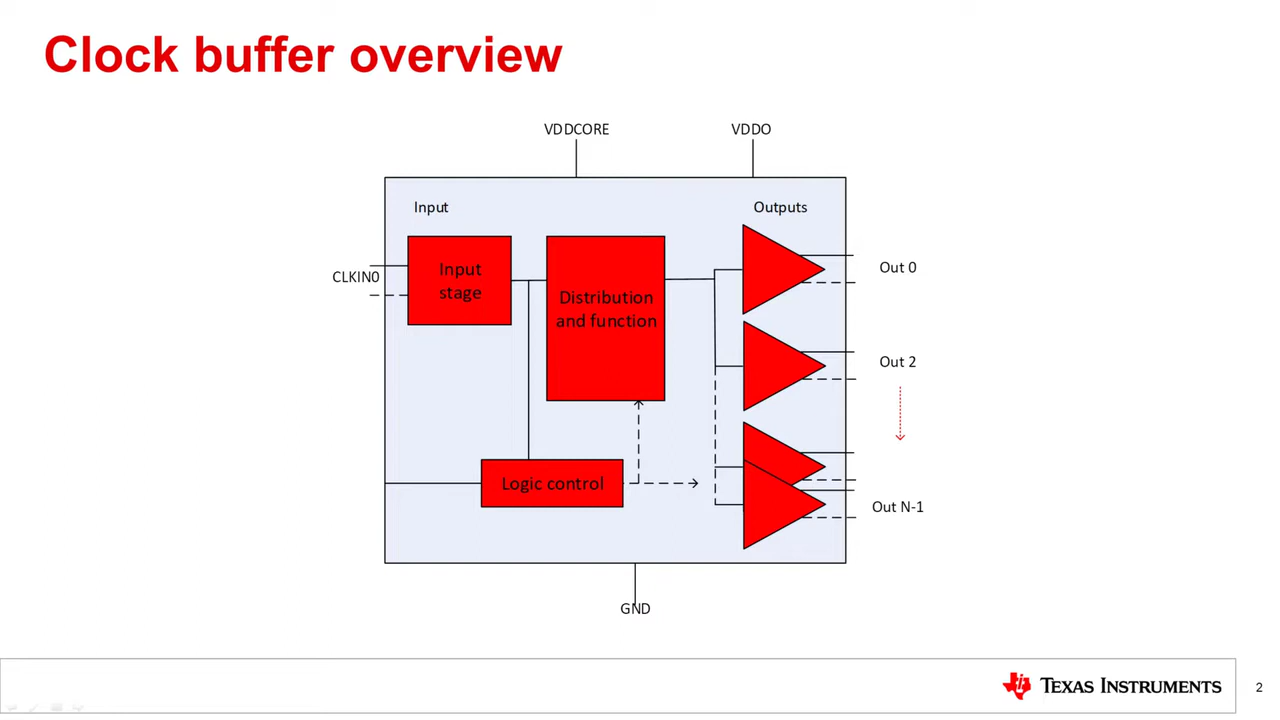 Clock buffer overview
VDDCORE
VDDO
Input
Outputs
CLKIN0
Input
stage
Distribution
and function
Out 0
Out 2
Logic control
Out N-1
GND
TEXAS INSTRUMENTS
2